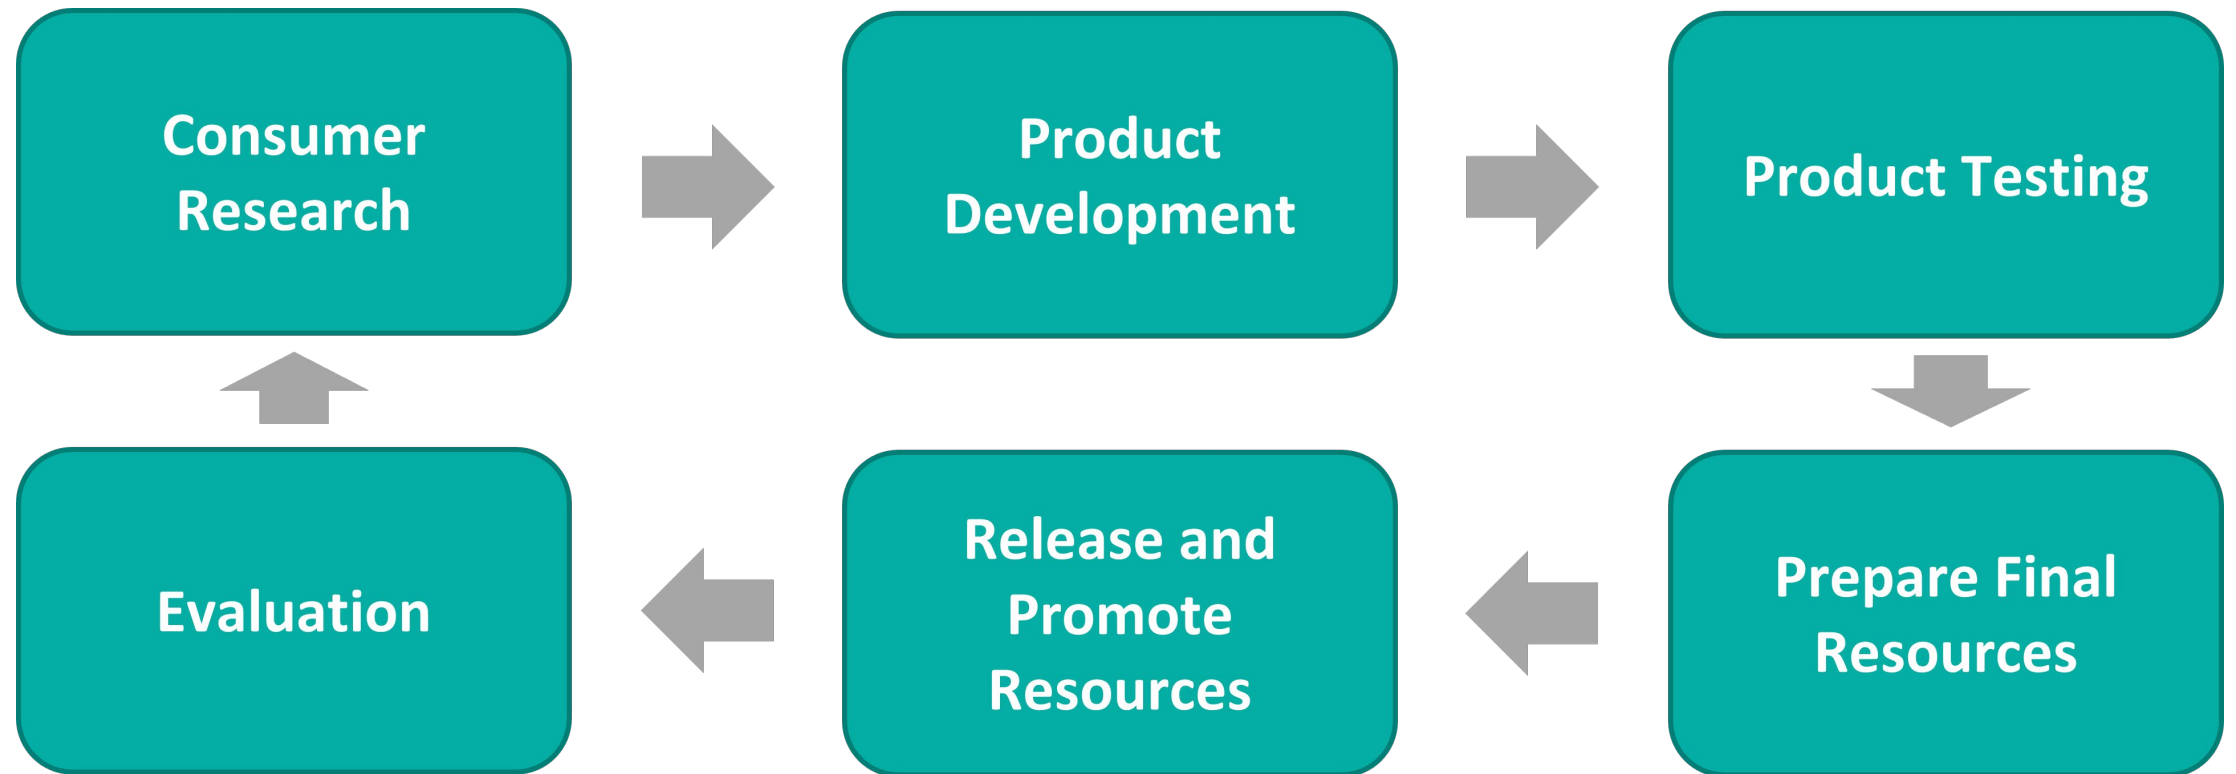 Consumer
Research
Product
Development
Product Testing
Prepare Final
Resources
Release and
Promote
Resources
Evaluation